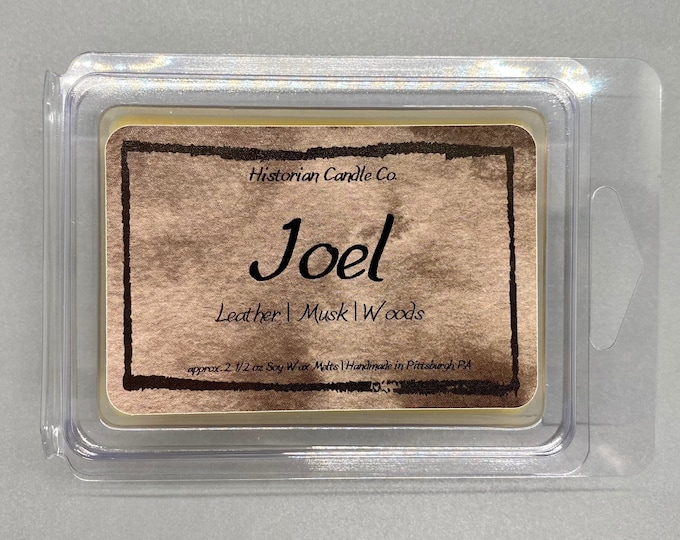 Historian Candle Co.
Joel
Leather | Musk | Woods
approx. 2 1/2 oz Soy Wax Melts | Handmade in Pittsburgh, PA